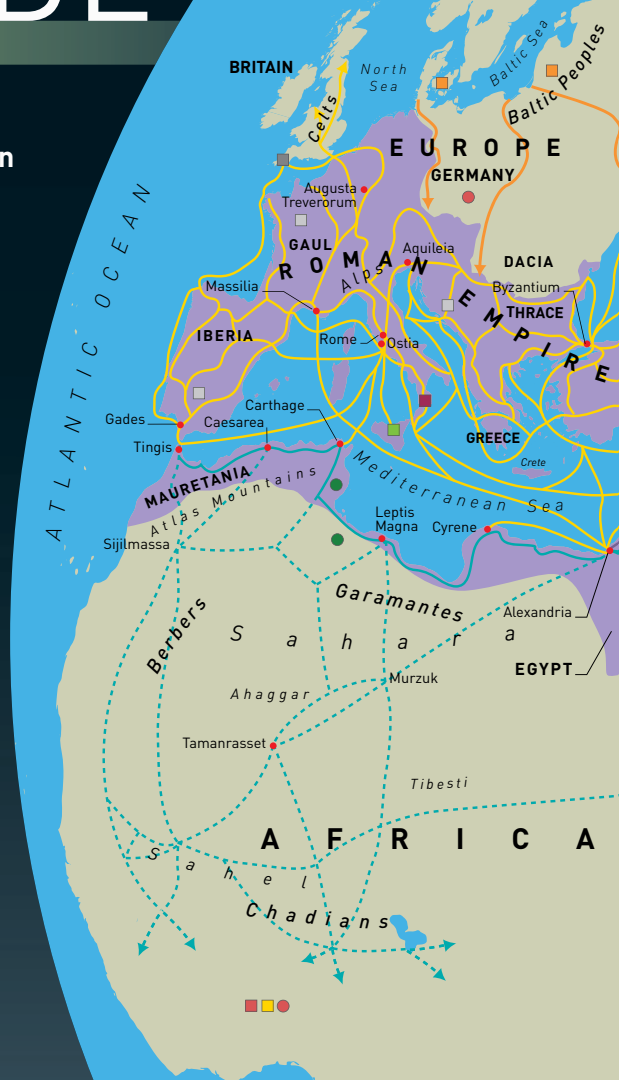 DE
n
BRITAIN
North
Sea
Baltic Sea
Baltic Peoples
Celts
EUROPE
GERMANY
ATLANTIC OCEAN
Augusta
Treverorum
GAUL
ROMAN EMPIRE
Alps
Aquileia
DACIA
Massilia
Byzantium
THRACE
IBERIA
Rome
Ostia
Carthage
Gades
Caesarea
Tingis
GREECE
Crete
MAURETANIA
Mediterranean Sea
Atlas Mountains
Leptis
Magna
Cyrene
Sijilmassa
Garamantes
Alexandria
Berbers
Sahara
EGYPT
Murzuk
Ahaggar
Tamanrasset
Tibesti
AFRICA
Sahel
Chadians